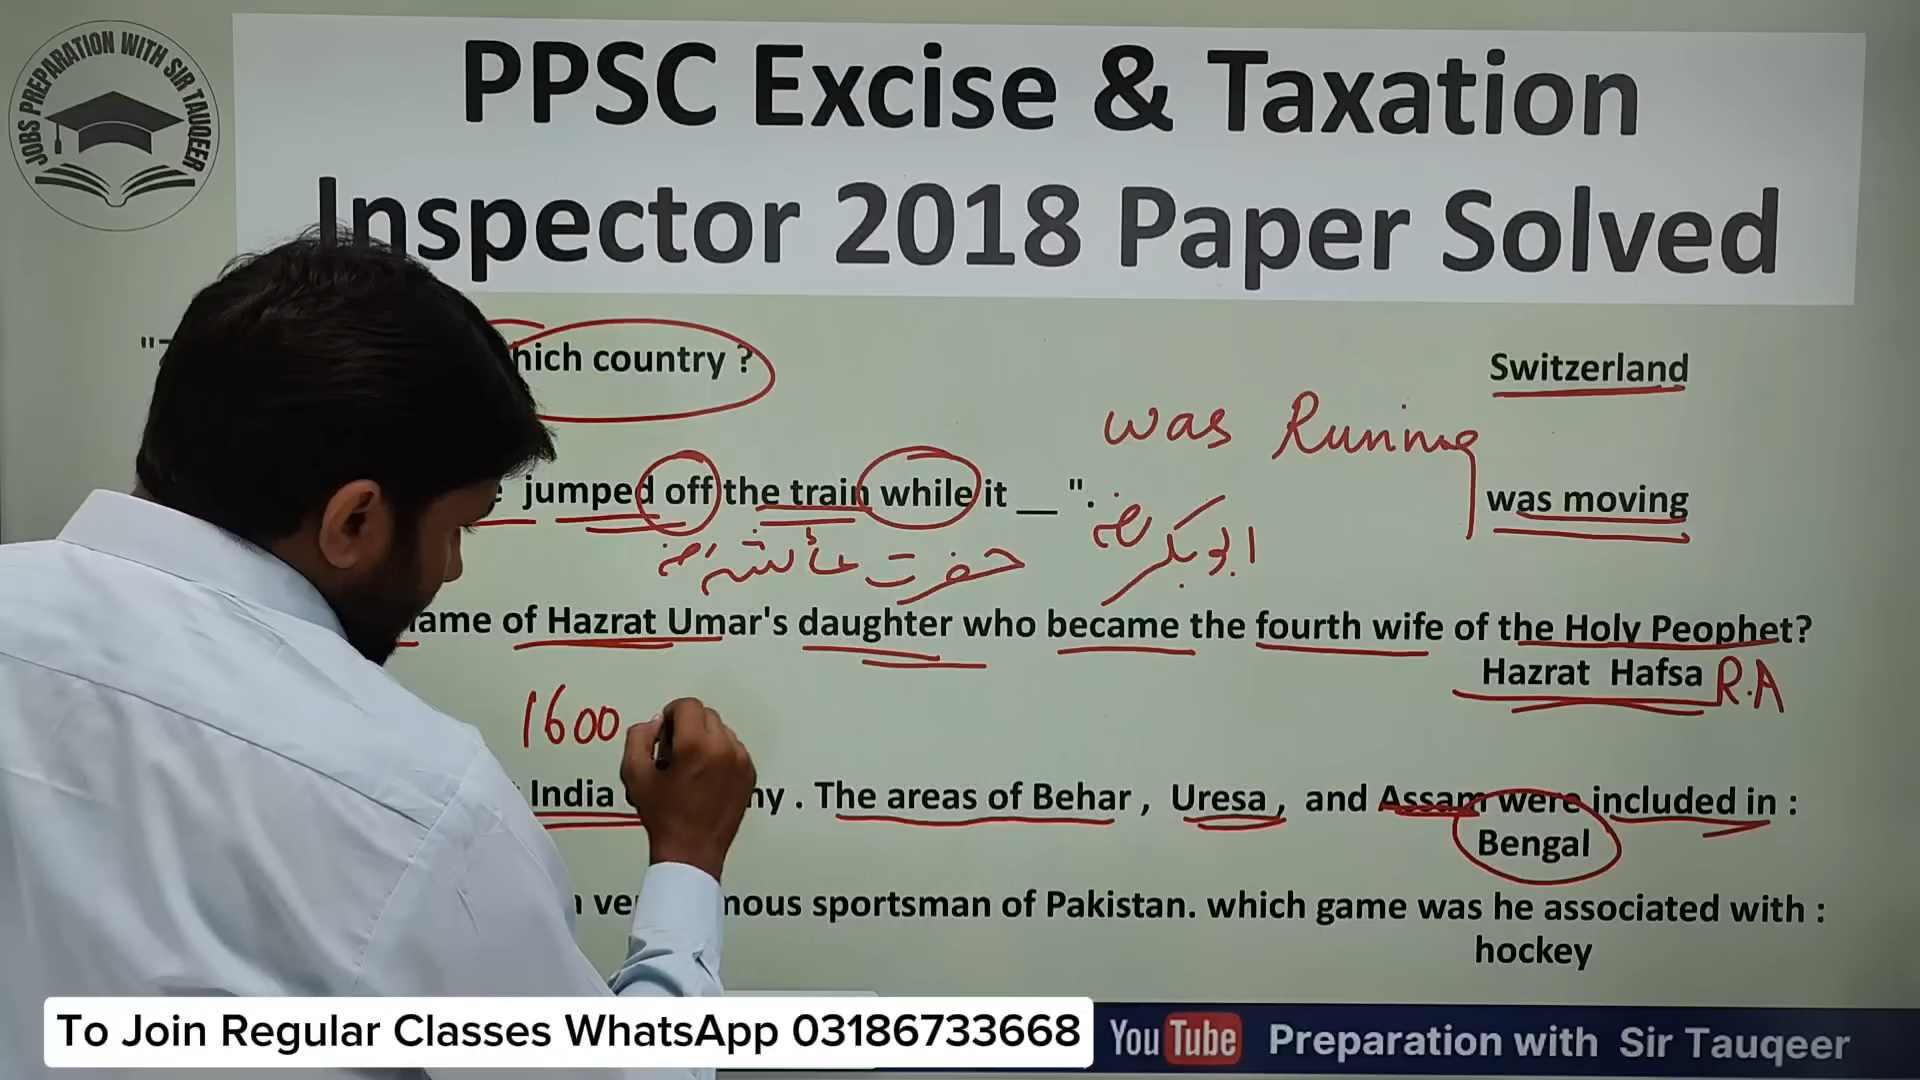 JOBS PREPARATION WITH SIR TAUQEER
PPSC Excise & Taxation
Inspector 2018 Paper Solved
hich country ?
Switzerland
was Runing
jumped off the train while it __ ".
was moving
حضرت عائشہؓ
ابوبکرؓ
ame of Hazrat Umar's daughter who became the fourth wife of the Holy Peophet?
Hazrat Hafsa R.A
1600
India ny . The areas of Behar , Uresa , and Assam were included in :
Bengal
mous sportsman of Pakistan. which game was he associated with :
hockey
To Join Regular Classes WhatsApp 03186733668
YouTube Preparation with Sir Tauqeer